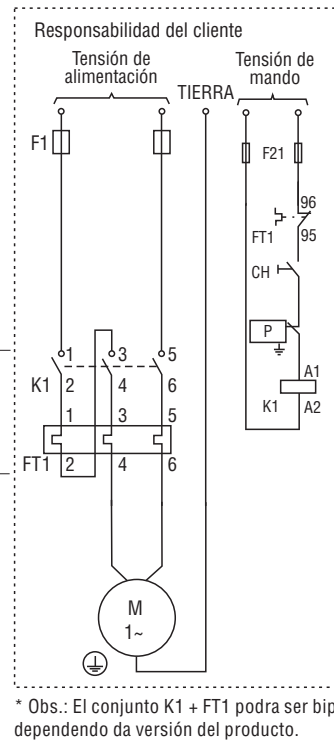 Responsabilidad del cliente
Tensión de
alimentación
TIERRA
Tensión de
mando
F1
F21
96
FT1
95
CH
P
K1
A1
A2
1
3
5
K1
2
4
6
1
3
5
FT1
2
4
6
M
1~
* Obs.: El conjunto K1 + FT1 podra ser
dependendo da versión del producto.